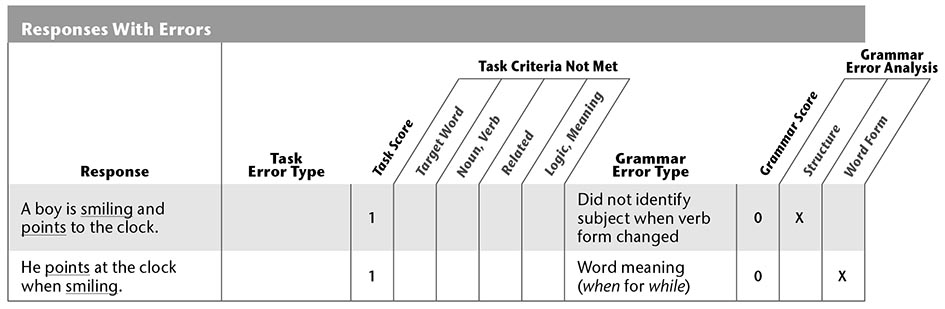 Responses With Errors
Task Criteria Not Met
Grammar
Error Analysis
Response
Task
Error Type
Task Score
Target Word
Noun, Verb
Related
Logic, Meaning
Grammar
Error Type
Grammar Score
Structure
Word Form
A boy is smiling and
points to the clock.
1
Did not identify
subject when verb
form changed
0
X
He points at the clock
when smiling.
1
Word meaning
(when for while)
0
X